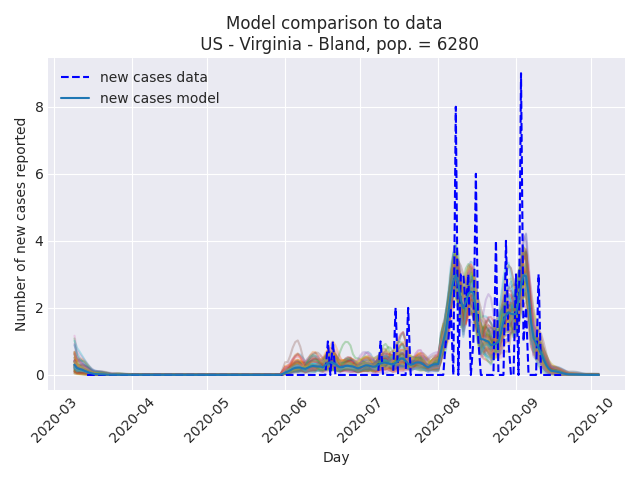 Model comparison to data
US - Virginia - Bland, pop. = 6280
new cases data
new cases model
Number of new cases reported
8
6
4
2
0
2020-03
2020-04
2020-05
2020-06
2020-07
2020-08
2020-09
2020-10
Day